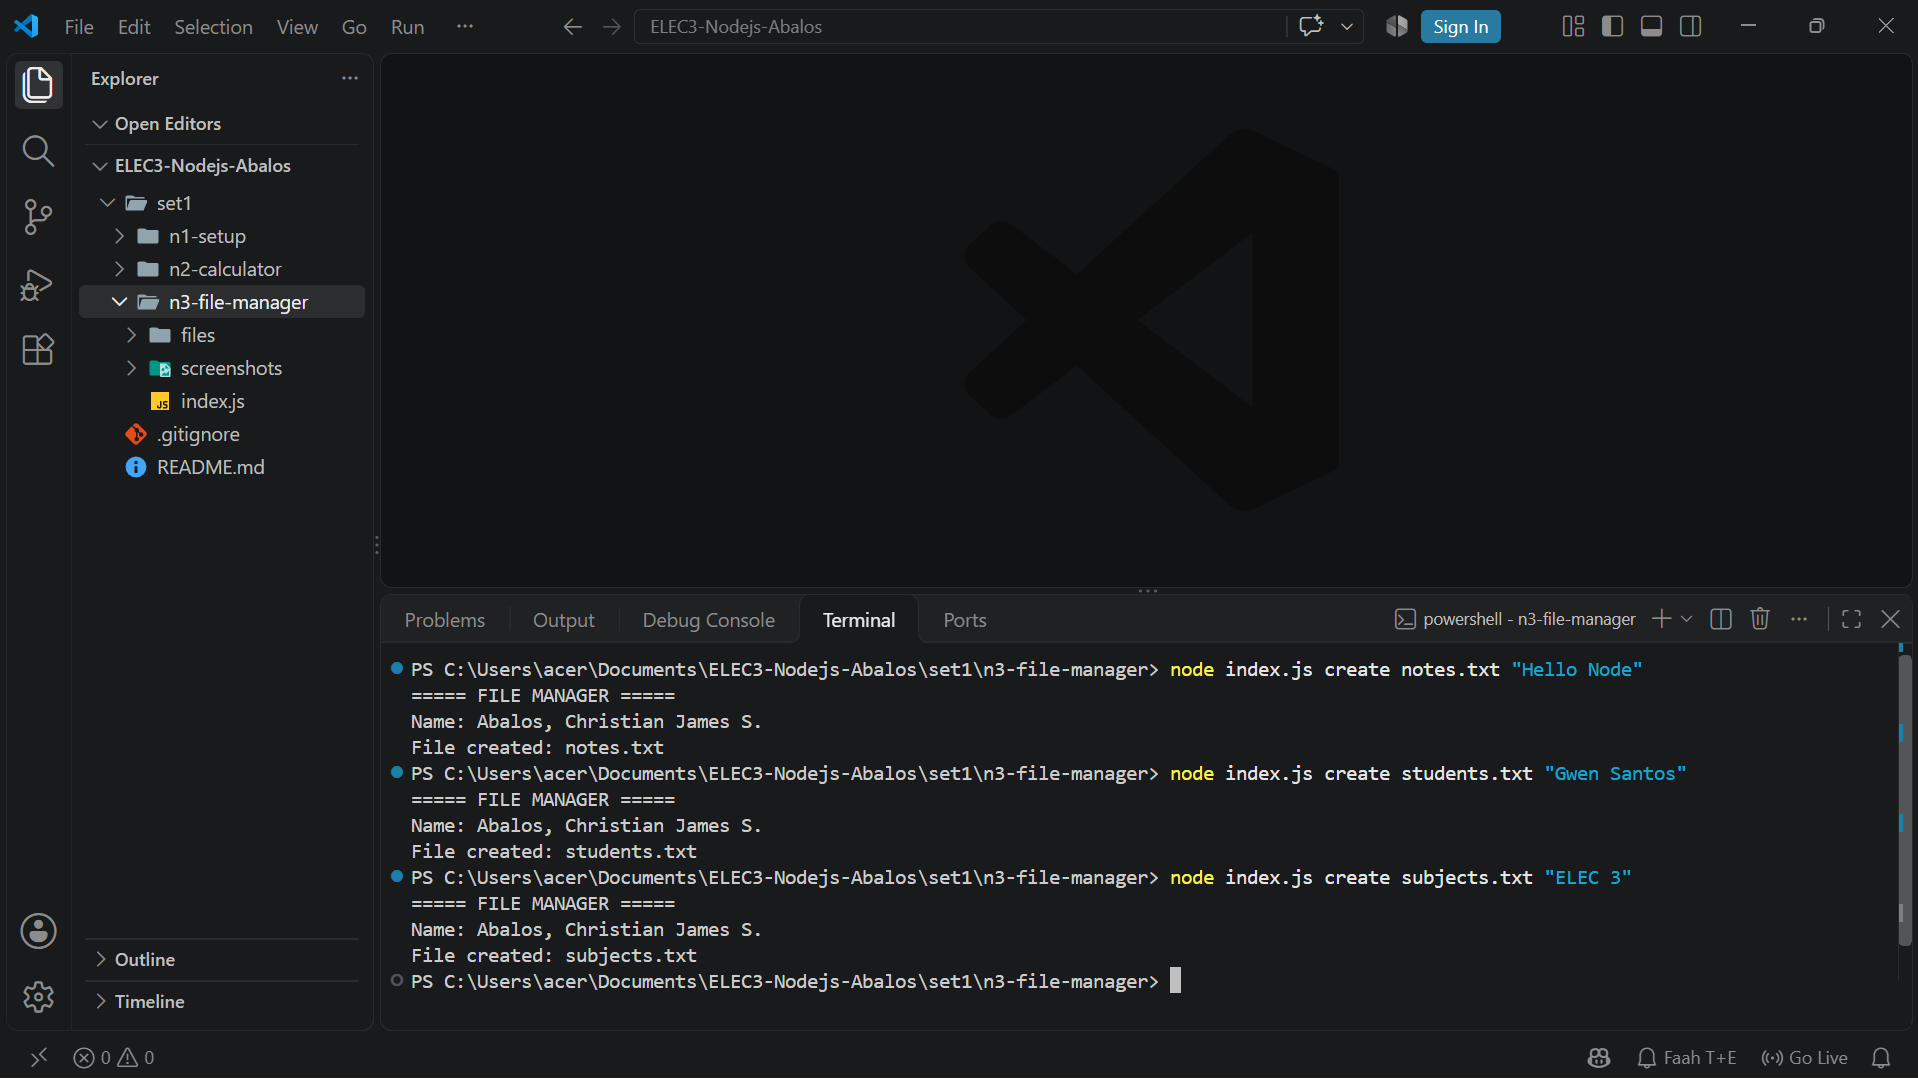 File Edit Selection View Go Run ··· ELEC3-Nodejs-Abalos Sign In
Explorer
Open Editors
ELEC3-Nodejs-Abalos
set1
n1-setup
n2-calculator
n3-file-manager
files
screenshots
JS index.js
.gitignore
README.md
Outline
Timeline
Problems Output Debug Console Terminal Ports powershell - n3-file-manager
PS C:\Users\acer\Documents\ELEC3-Nodejs-Abalos\set1\n3-file-manager> node index.js create notes.txt "Hello Node"
===== FILE MANAGER =====
Name: Abalos, Christian James S.
File created: notes.txt
PS C:\Users\acer\Documents\ELEC3-Nodejs-Abalos\set1\n3-file-manager> node index.js create students.txt "Gwen Santos"
===== FILE MANAGER =====
Name: Abalos, Christian James S.
File created: students.txt
PS C:\Users\acer\Documents\ELEC3-Nodejs-Abalos\set1\n3-file-manager> node index.js create subjects.txt "ELEC 3"
===== FILE MANAGER =====
Name: Abalos, Christian James S.
File created: subjects.txt
PS C:\Users\acer\Documents\ELEC3-Nodejs-Abalos\set1\n3-file-manager>
0 0 Faah T+E Go Live